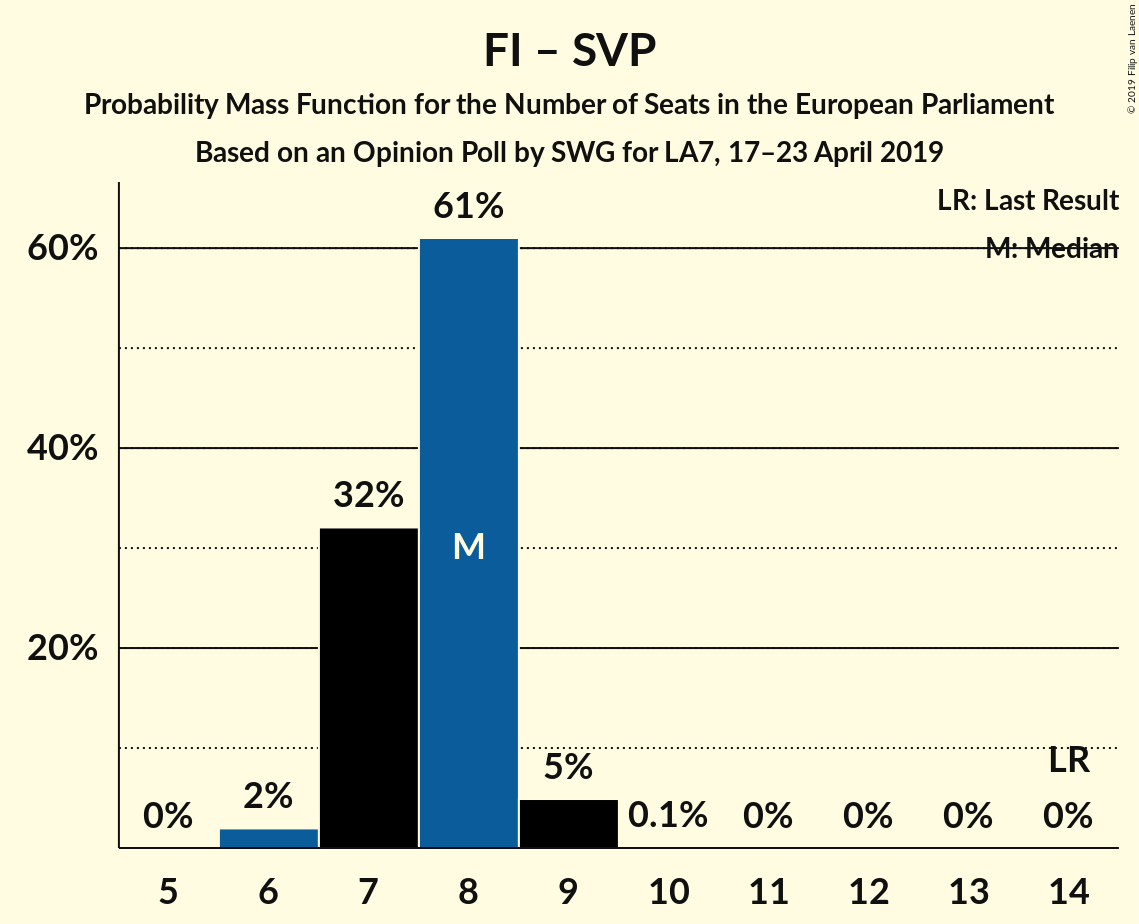 FI – SVP
Probability Mass Function for the Number of Seats in the European Parliament
Based on an Opinion Poll by SWG for LA7, 17–23 April 2019
© 2019 Filip van Laenen
LR: Last Result
M: Median
60%
40%
20%
0%
2%
32%
61%
M
5%
0.1%
0%
0%
0%
LR
0%
5
6
7
8
9
10
11
12
13
14